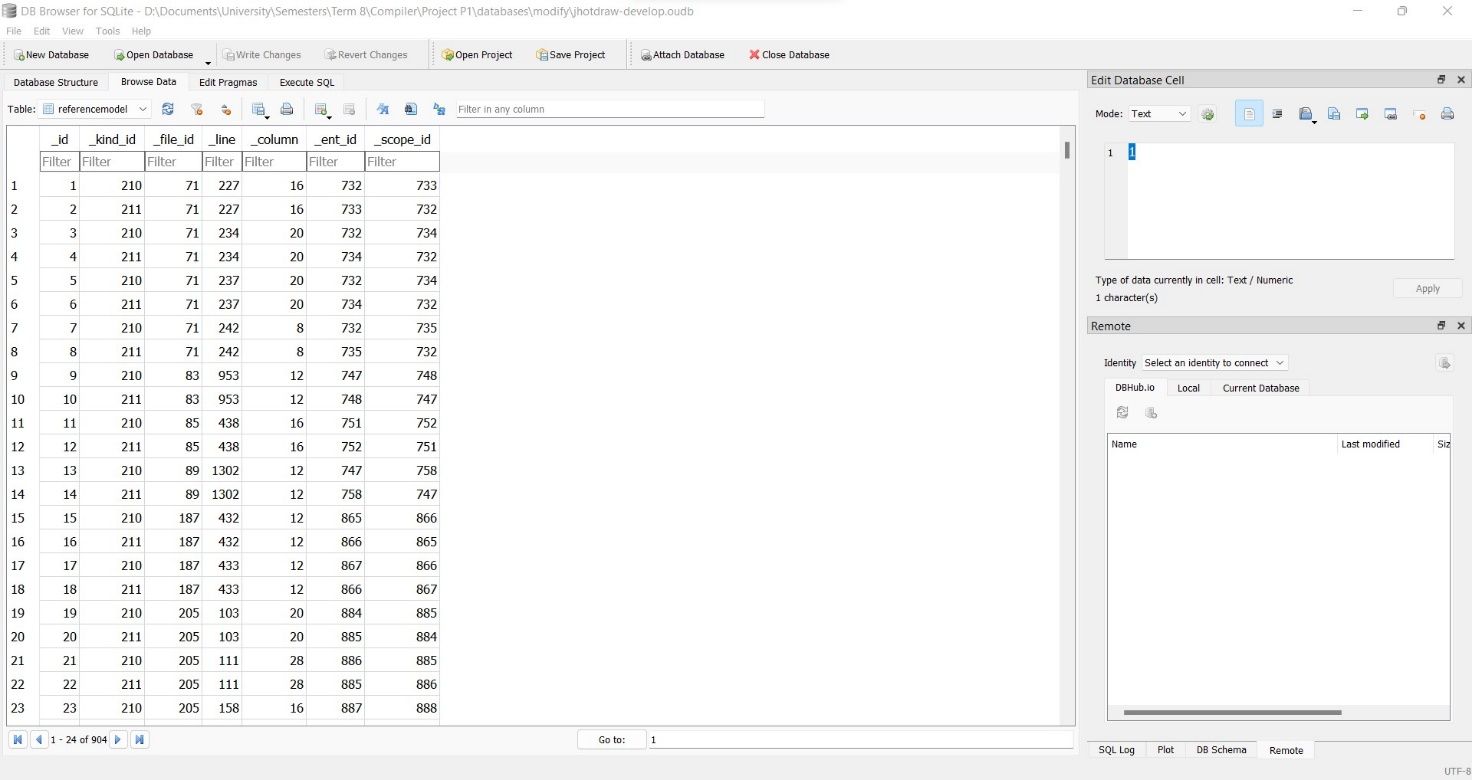 DB Browser for SQLite - D:\Documents\University\Semesters\Term 8\Compiler\Project P1\databases\modify\jhotdraw-develop.oudb
File Edit View Tools Help
New Database Open Database Write Changes Revert Changes Open Project Save Project Attach Database Close Database
Database Structure Browse Data Edit Pragmas Execute SQL
Table: referencemodel Filter in any column
_id _kind_id _file_id _line _column _ent_id _scope_id
Filter Filter Filter Filter Filter Filter Filter
1 1 210 71 227 16 732 733
2 2 211 71 227 16 733 732
3 3 210 71 234 20 732 734
4 4 211 71 234 20 734 732
5 5 210 71 237 20 732 734
6 6 211 71 237 20 734 732
7 7 210 71 242 8 732 735
8 8 211 71 242 8 735 732
9 9 210 83 953 12 747 748
10 10 211 83 953 12 748 747
11 11 210 85 438 16 751 752
12 12 211 85 438 16 752 751
13 13 210 89 1302 12 747 758
14 14 211 89 1302 12 758 747
15 15 210 187 432 12 865 866
16 16 211 187 432 12 866 865
17 17 210 187 433 12 867 866
18 18 211 187 433 12 866 867
19 19 210 205 103 20 884 885
20 20 211 205 103 20 885 884
21 21 210 205 111 28 886 885
22 22 211 205 111 28 885 886
23 23 210 205 158 16 887 888
1 - 24 of 904 Go to: 1
Edit Database Cell
Mode: Text
1 1
Type of data currently in cell: Text / Numeric
1 character(s)
Apply
Remote
Identity Select an identity to connect
DBHub.io Local Current Database
Name Last modified Siz
SQL Log Plot DB Schema Remote
UTF-8